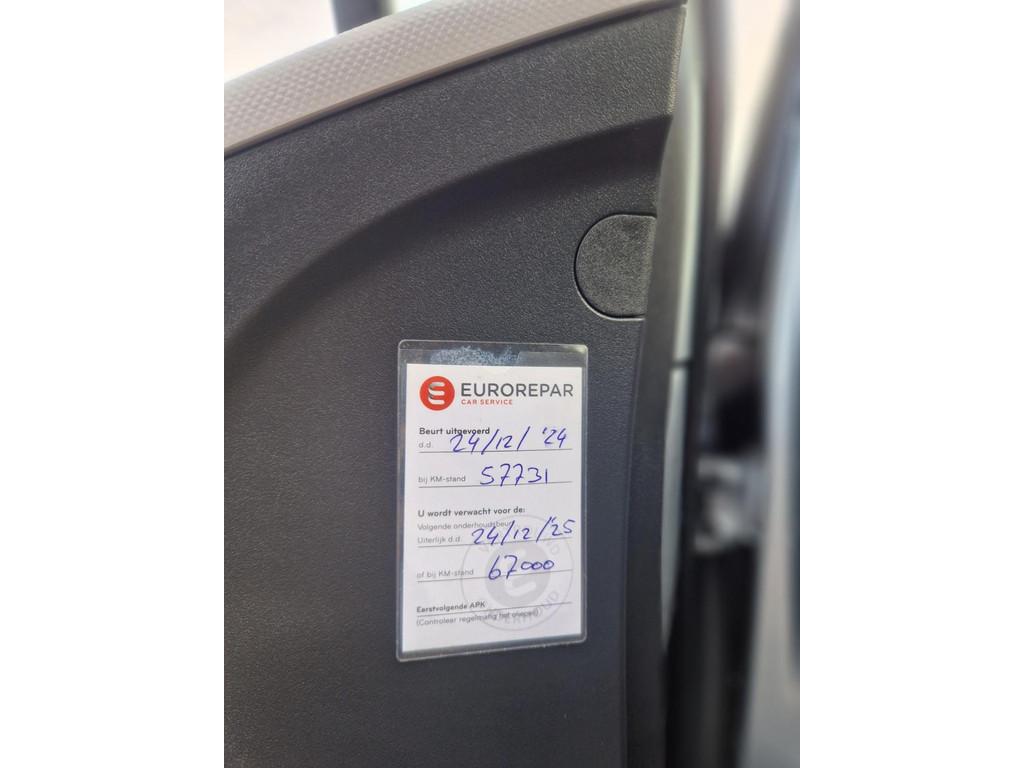 EUROREPAR
CAR SERVICE
Beurt uitgevoerd
d.d. 24/12/ '24
bij KM-stand 57731
U wordt verwacht voor de:
Volgende onderhoudsbeurt
Uiterlijk d.d. 24/12/'25
of bij KM-stand 67000
Eerstvolgende APK
(Controleer regelmatig het oliepeil)
ONDERHOUD